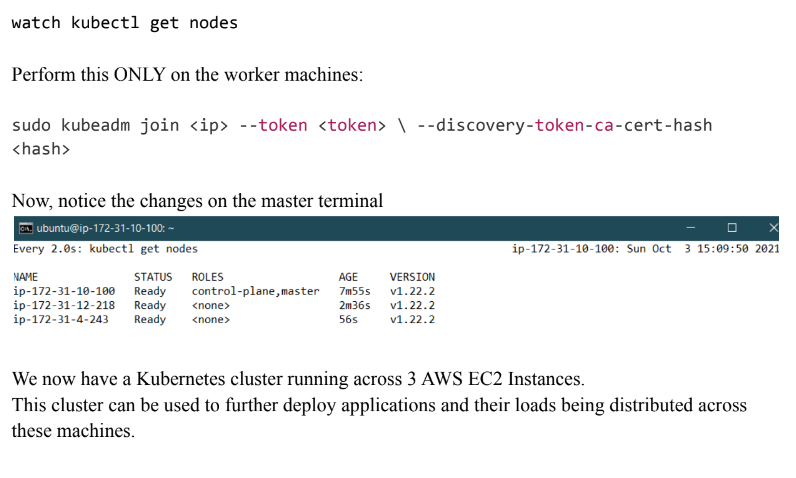 watch kubectl get nodes
Perform this ONLY on the worker machines:
sudo kubeadm join <ip> --token <token> \ --discovery-token-ca-cert-hash
<hash>
Now, notice the changes on the master terminal
ubuntu@ip-172-31-10-100: ~
Every 2.0s: kubectl get nodes ip-172-31-10-100: Sun Oct 3 15:09:50 2021
NAME STATUS ROLES AGE VERSION
ip-172-31-10-100 Ready control-plane,master 7m55s v1.22.2
ip-172-31-12-218 Ready <none> 2m36s v1.22.2
ip-172-31-4-243 Ready <none> 56s v1.22.2
We now have a Kubernetes cluster running across 3 AWS EC2 Instances.
This cluster can be used to further deploy applications and their loads being distributed across
these machines.